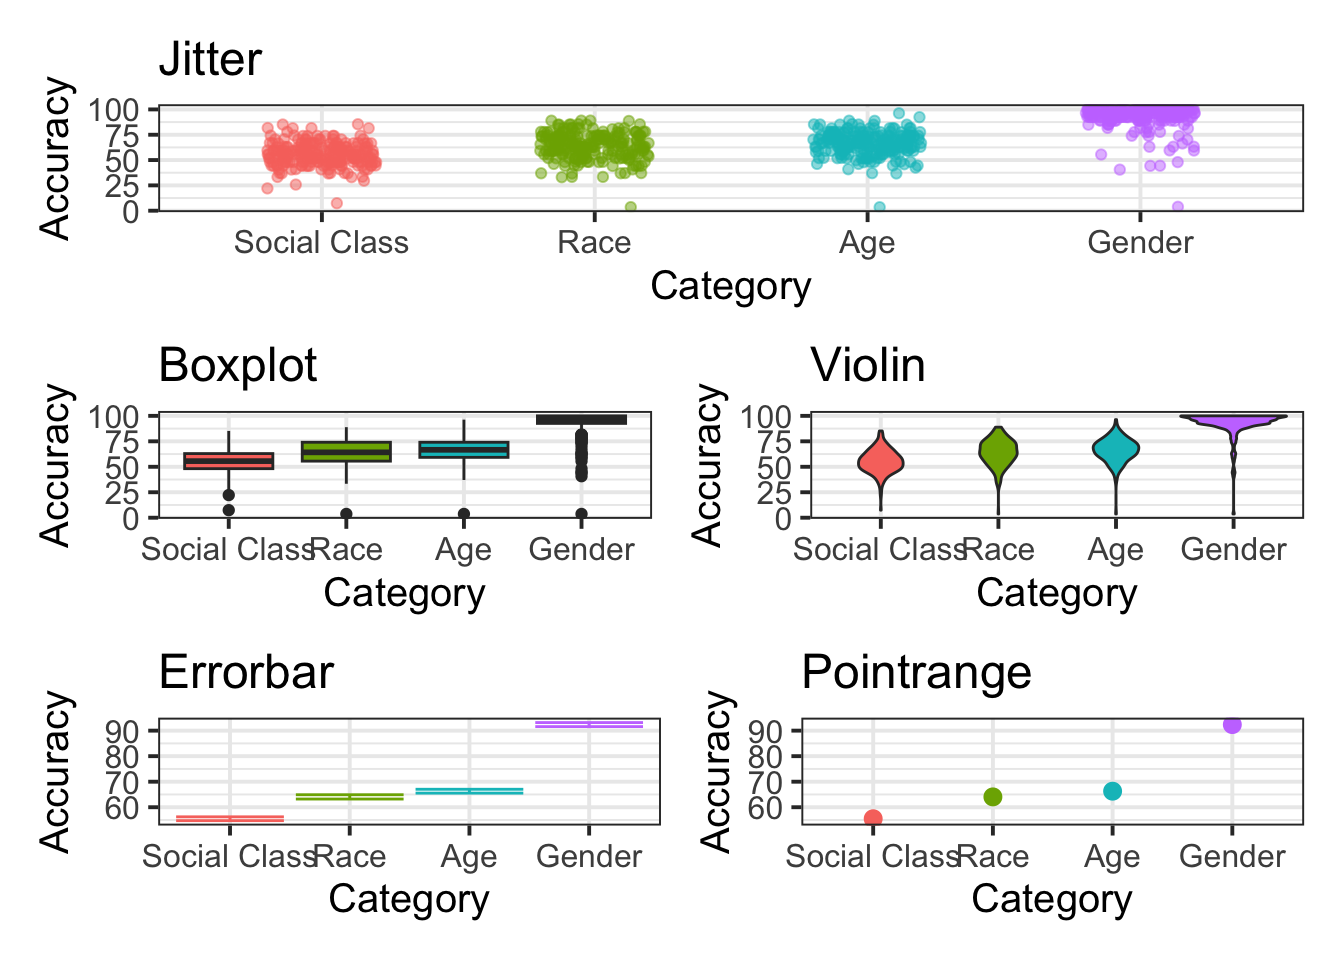 Jitter
Accuracy
100
75
50
25
0
Social Class Race Age Gender
Category
Boxplot
Accuracy
100
75
50
25
0
Social Class Race Age Gender
Category
Violin
Accuracy
100
75
50
25
0
Social Class Race Age Gender
Category
Errorbar
Accuracy
90
80
70
60
Social Class Race Age Gender
Category
Pointrange
Accuracy
90
80
70
60
Social Class Race Age Gender
Category